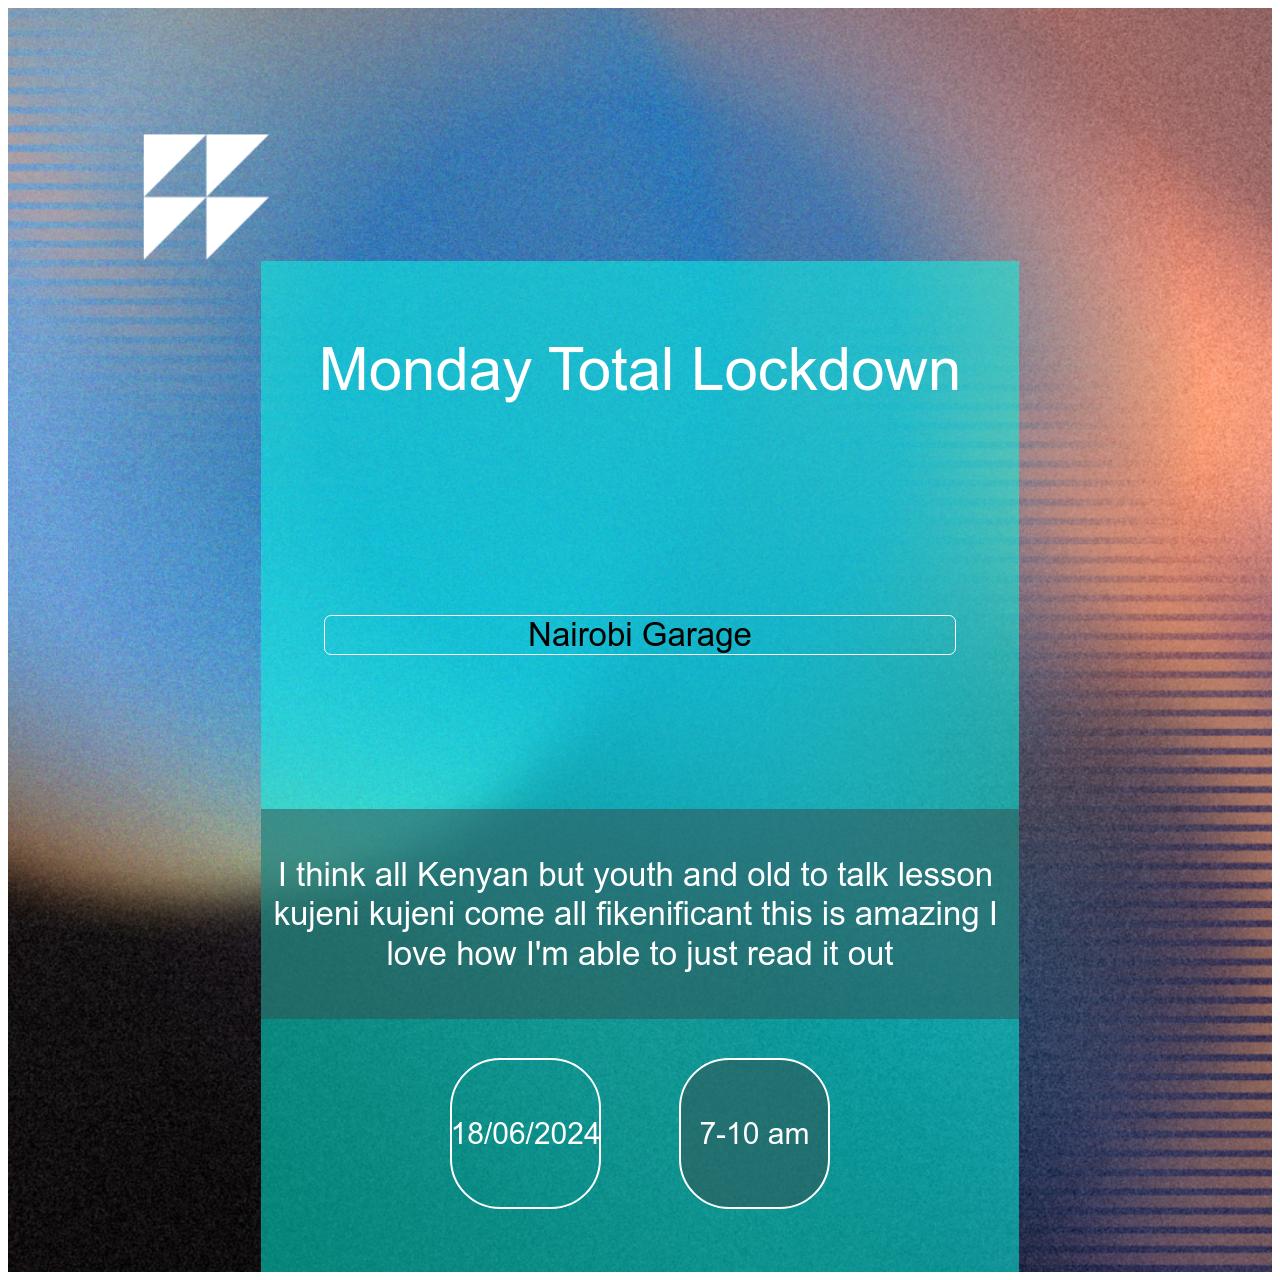 Monday Total Lockdown
Nairobi Garage
I think all Kenyan but youth and old to talk lesson
kujeni kujeni come all fikenificant this is amazing I
love how I'm able to just read it out
18/06/2024
7-10 am